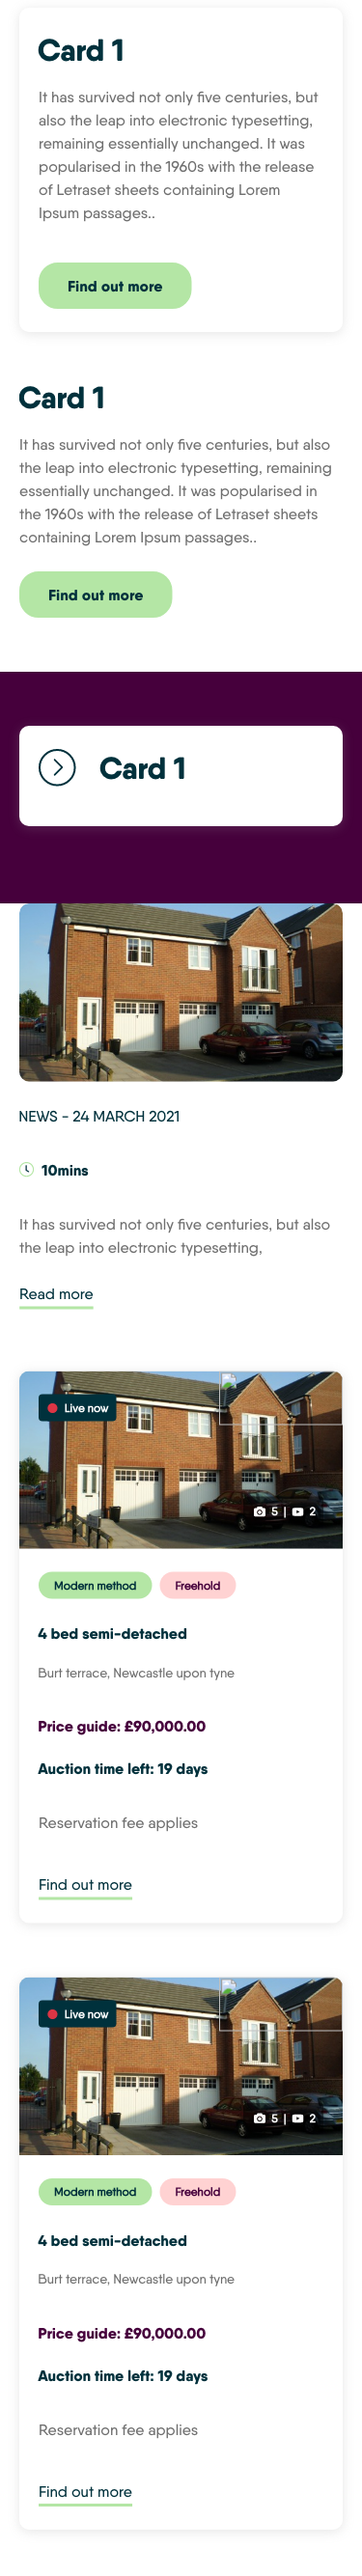 Card 1
It has survived not only five centuries, but
also the leap into electronic typesetting,
remaining essentially unchanged. It was
popularised in the 1960s with the release
of Letraset sheets containing Lorem
Ipsum passages..
Find out more
Card 1
It has survived not only five centuries, but also
the leap into electronic typesetting, remaining
essentially unchanged. It was popularised in
the 1960s with the release of Letraset sheets
containing Lorem Ipsum passages..
Find out more
Card 1
NEWS - 24 MARCH 2021
10mins
It has survived not only five centuries, but also
the leap into electronic typesetting,
Read more
Live now
5 | 2
Modern method Freehold
4 bed semi-detached
Burt terrace, Newcastle upon tyne
Price guide: £90,000.00
Auction time left: 19 days
Reservation fee applies
Find out more
Live now
5 | 2
Modern method Freehold
4 bed semi-detached
Burt terrace, Newcastle upon tyne
Price guide: £90,000.00
Auction time left: 19 days
Reservation fee applies
Find out more